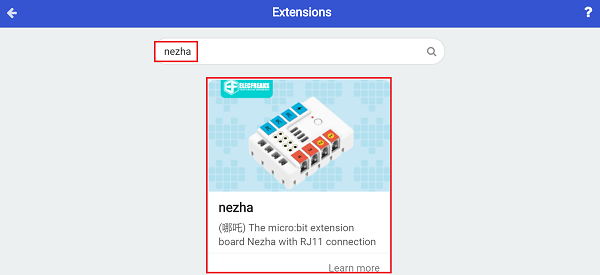 Extensions
?
nezha
ELECFREAKS
nezha
(哪吒) The micro:bit extension
board Nezha with RJ11 connection
Learn more